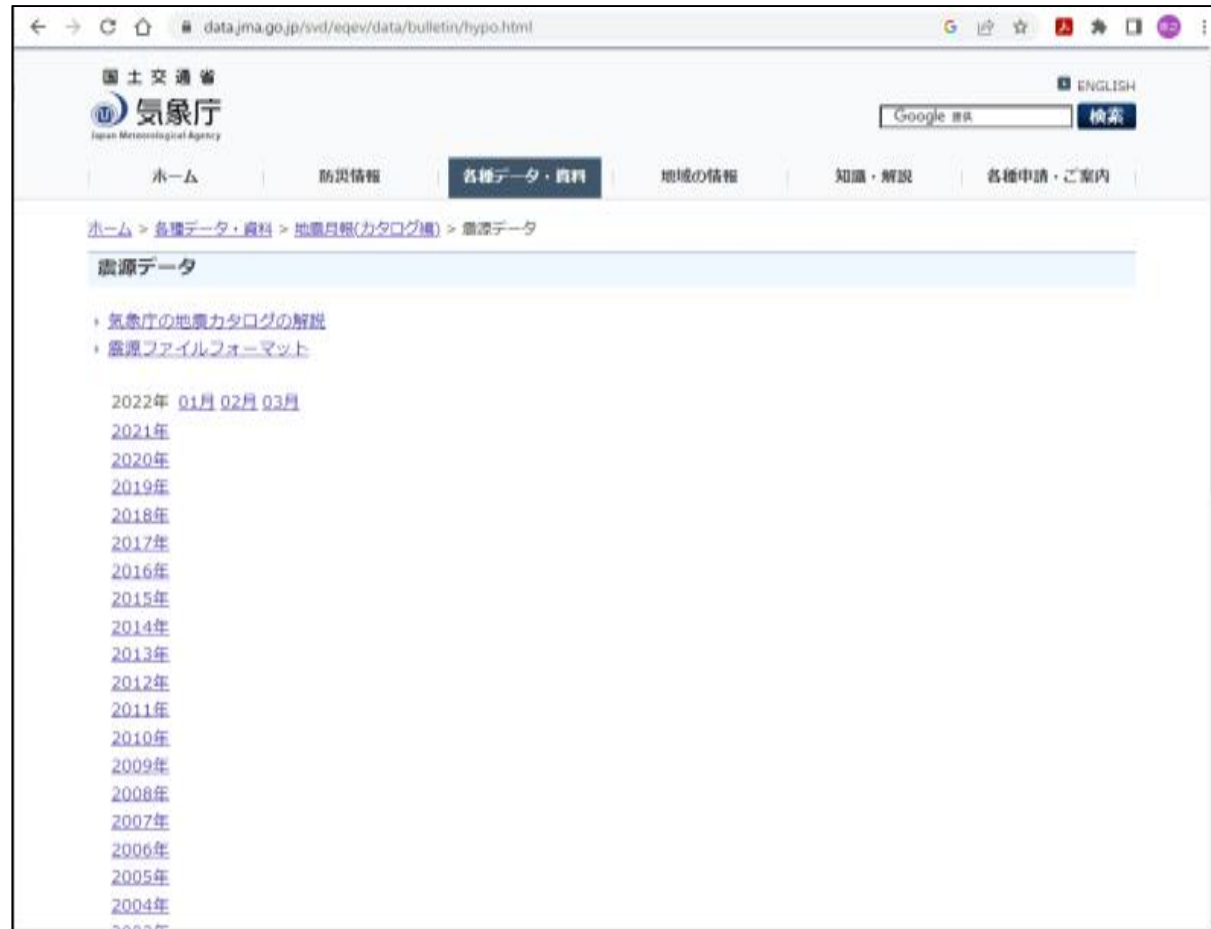 data.jma.go.jp/svd/eqev/data/bulletin/hypo.html
国土交通省
気象庁
Japan Meteorological Agency
ENGLISH
Google 提供
検索
ホーム 防災情報 各種データ・資料 地域の情報 知識・解説 各種申請・ご案内
ホーム > 各種データ・資料 > 地震月報(カタログ編) > 震源データ
震源データ
気象庁の地震カタログの解説
震源ファイルフォーマット
2022年 01月 02月 03月
2021年
2020年
2019年
2018年
2017年
2016年
2015年
2014年
2013年
2012年
2011年
2010年
2009年
2008年
2007年
2006年
2005年
2004年